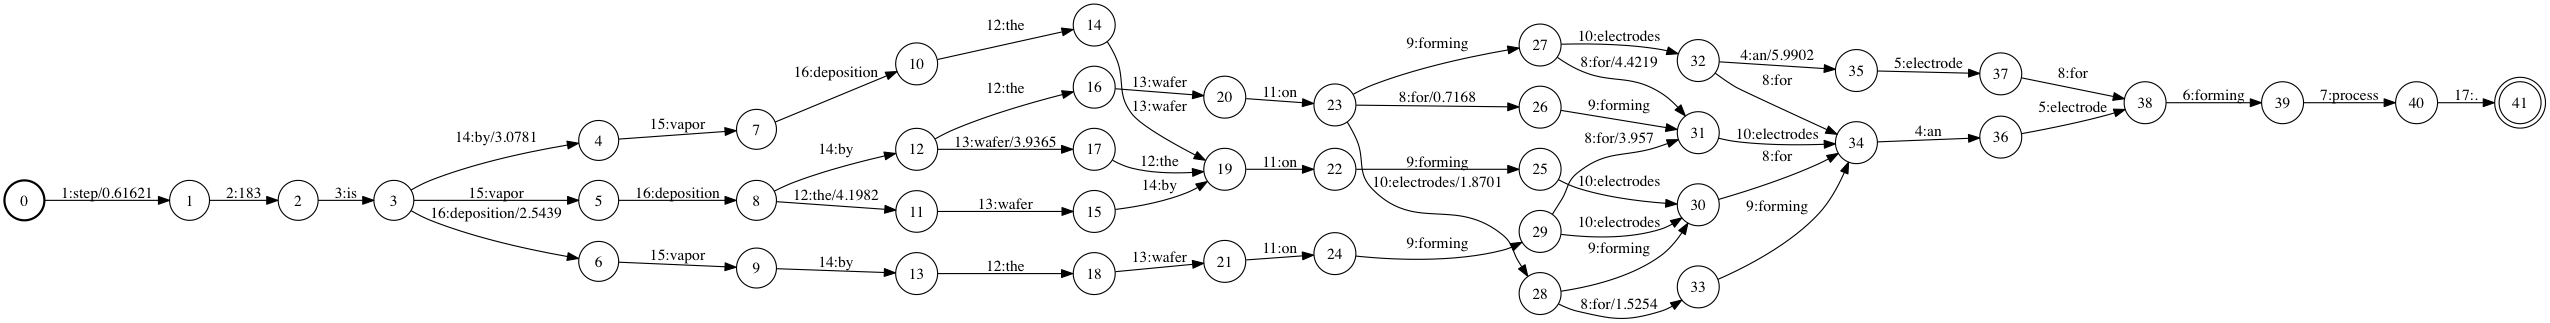 14
12:the
10
16:deposition
12:the
16
13:wafer
20
11:on
23
13:wafer
9:forming
27
10:electrodes
32
4:an/5.9902
35
5:electrode
37
8:for
38
6:forming
39
7:process
40
17:.
41
8:for/4.4219
8:for
8:for/0.7168
26
9:forming
5:electrode
14:by/3.0781
4
15:vapor
7
14:by
12
13:wafer/3.9365
17
12:the
19
11:on
22
9:forming
25
10:electrodes
8:for/3.957
31
10:electrodes
34
4:an
36
8:for
0
1:step/0.61621
1
2:183
2
3:is
3
15:vapor
5
16:deposition
8
12:the/4.1982
11
13:wafer
15
14:by
10:electrodes/1.8701
30
9:forming
16:deposition/2.5439
6
15:vapor
9
14:by
13
12:the
18
13:wafer
21
11:on
24
9:forming
29
10:electrodes
9:forming
28
8:for/1.5254
33